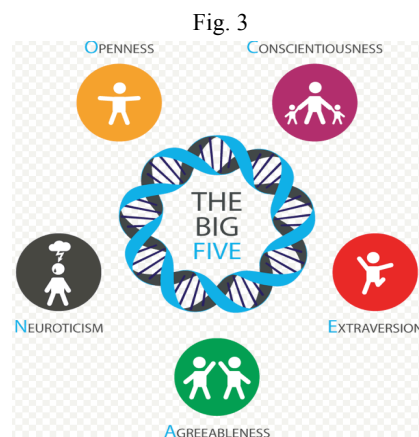 Fig. 3
OPENNESS
CONSCIENTIOUSNESS
THE
BIG
FIVE
NEUROTICISM
EXTRAVERSION
AGREEABLENESS